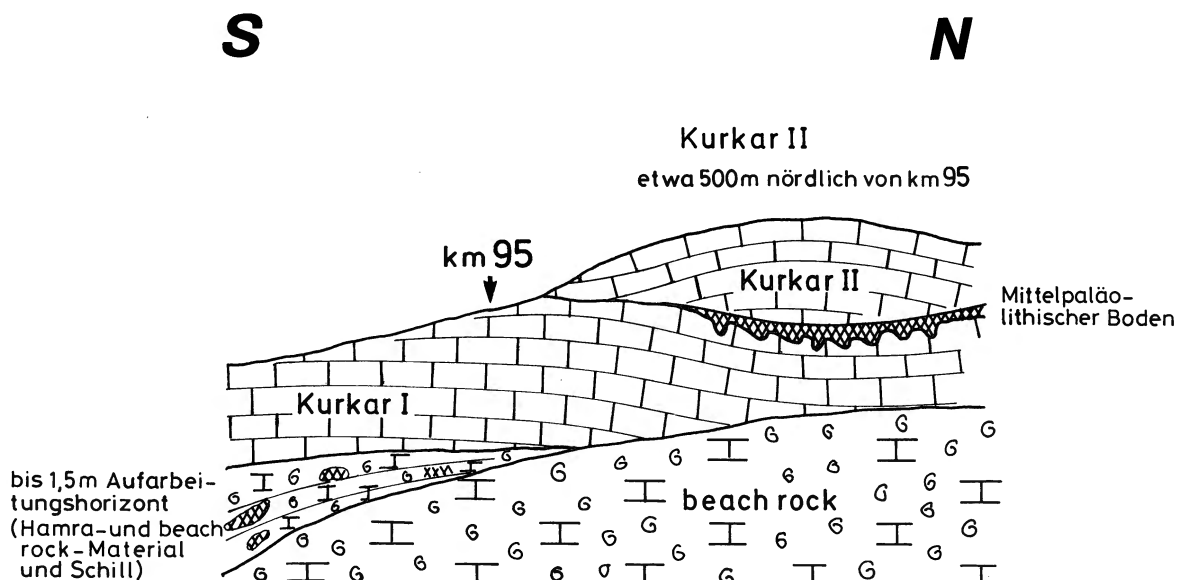 S
N
Kurkar II
etwa 500m nördlich von km 95
km 95
Kurkar II
Mittelpaläo-
lithischer Boden
Kurkar I
bis 1,5m Aufarbei-
tungshorizont
(Hamra-und beach
rock-Material
und Schill)
beach rock